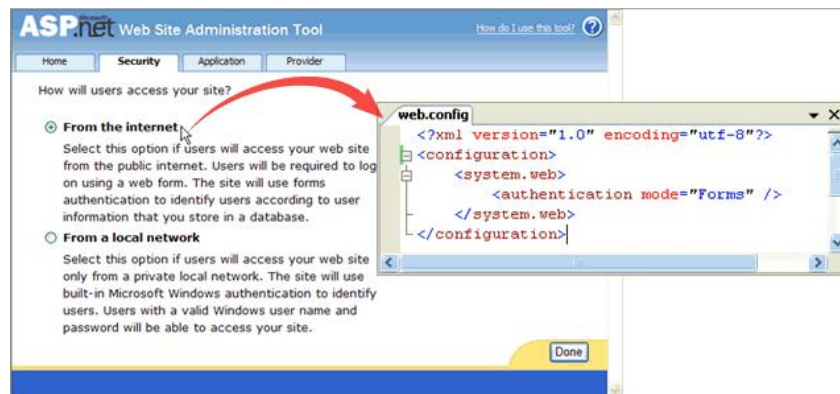 ASP.net Web Site Administration Tool
How do I use this tool? ?
Home Security Application Provider
How will users access your site?
From the internet
Select this option if users will access your web site
from the public internet. Users will be required to log
on using a web form. The site will use forms
authentication to identify users according to user
information that you store in a database.
From a local network
Select this option if users will access your web site
only from a private local network. The site will use
built-in Microsoft Windows authentication to identify
users. Users with a valid Windows user name and
password will be able to access your site.
Done
web.config
<?xml version="1.0" encoding="utf-8"?>
<configuration>
<system.web>
<authentication mode="Forms" />
</system.web>
</configuration>